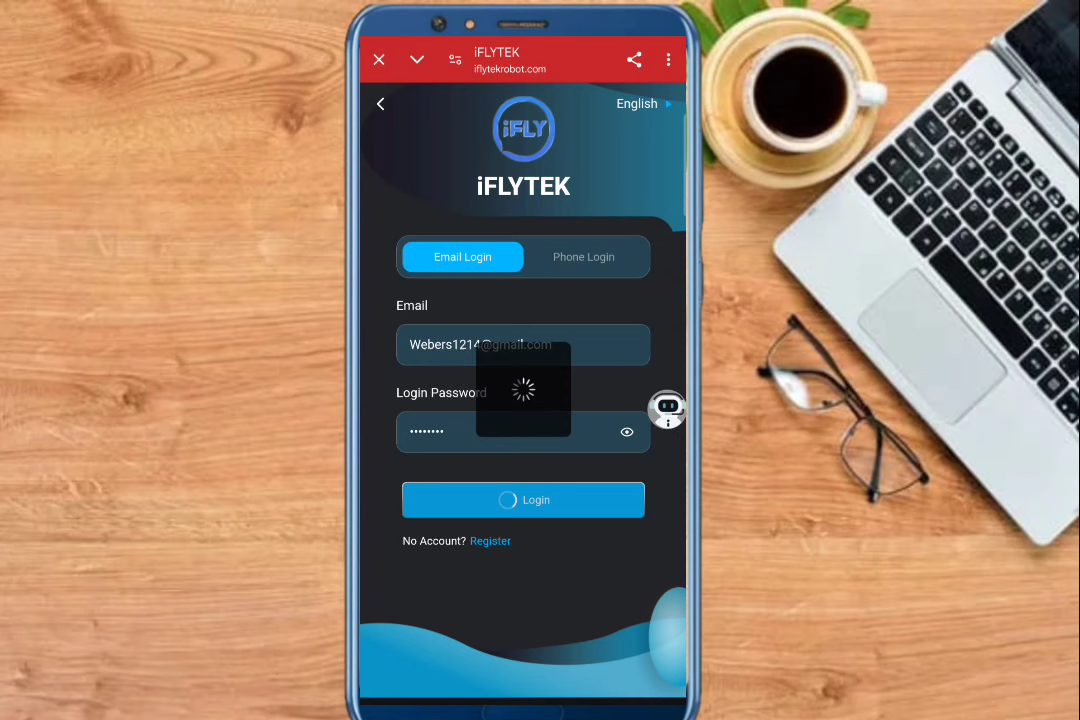 iFLYTEK
iflytekrobot.com
English
iFLY
iFLYTEK
Email Login
Phone Login
Email
Webers1214@gmail.com
Login Password
••••••••
Login
No Account? Register